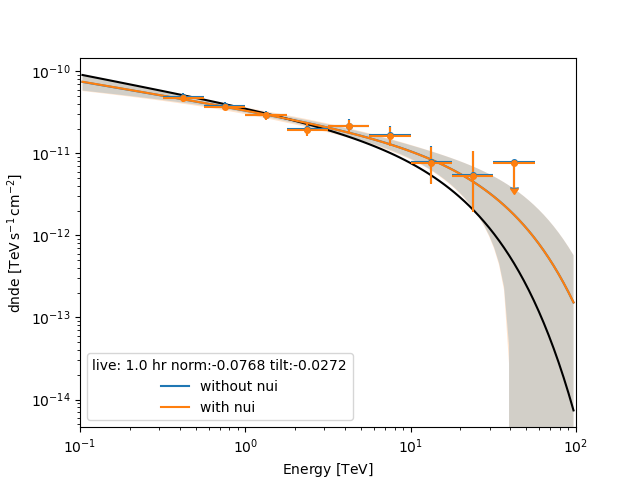 10⁻¹⁰
10⁻¹¹
10⁻¹²
10⁻¹³
10⁻¹⁴
dnde [TeV s⁻¹ cm⁻²]
live: 1.0 hr norm:-0.0768 tilt:-0.0272
without nui
with nui
10⁻¹ 10⁰ 10¹ 10²
Energy [TeV]